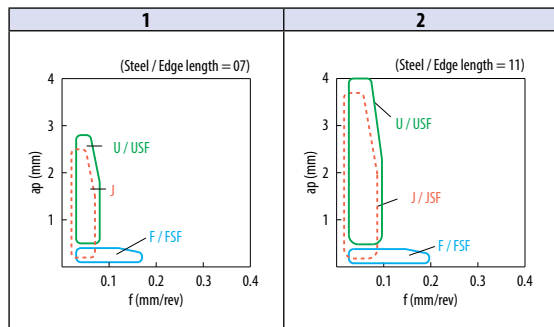 1
2
(Steel / Edge length = 07)
4
3
2
1
ap (mm)
U / USF
J
F / FSF
0.1 0.2 0.3 0.4
f (mm/rev)
(Steel / Edge length = 11)
4
3
2
1
ap (mm)
U / USF
J / JSF
F / FSF
0.1 0.2 0.3 0.4
f (mm/rev)